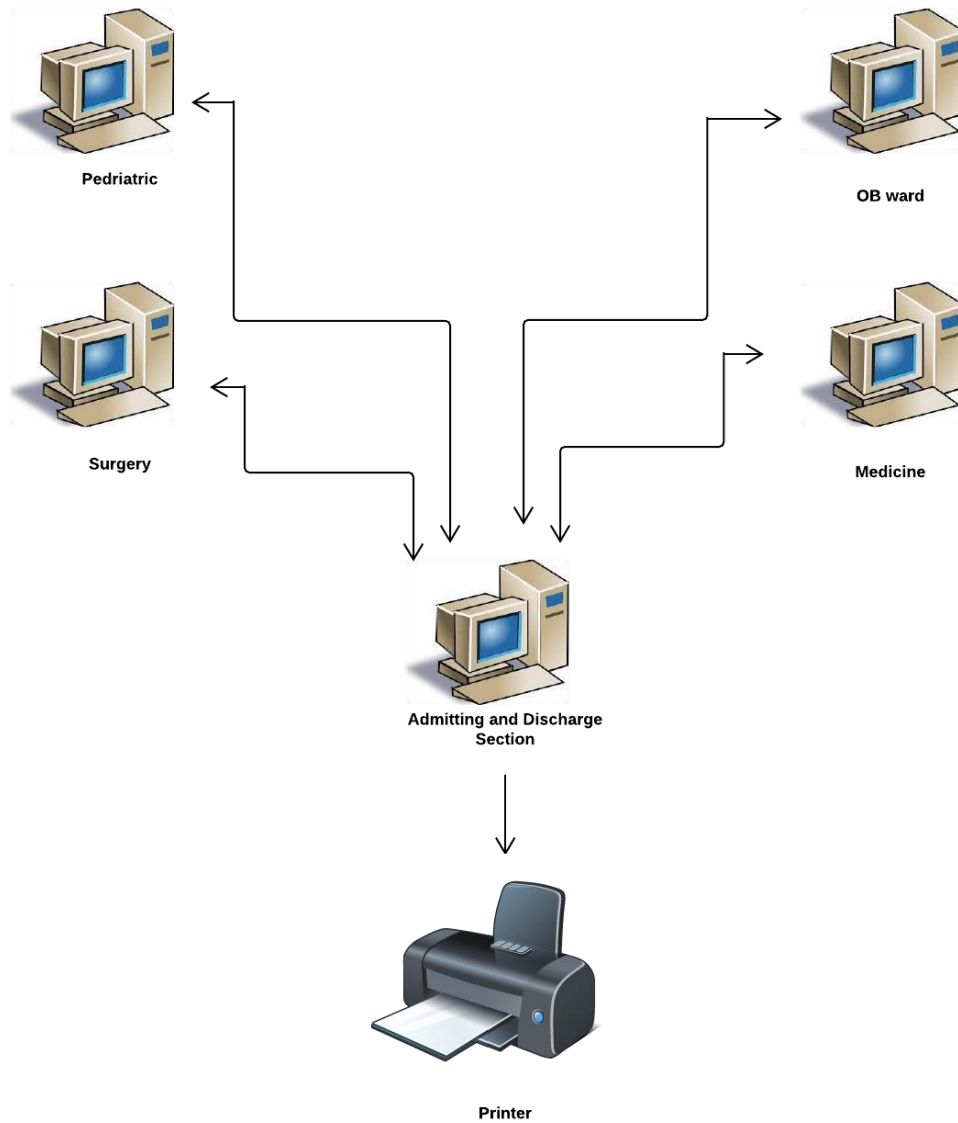 Pedriatric
OB ward
Surgery
Medicine
Admitting and Discharge
Section
Printer